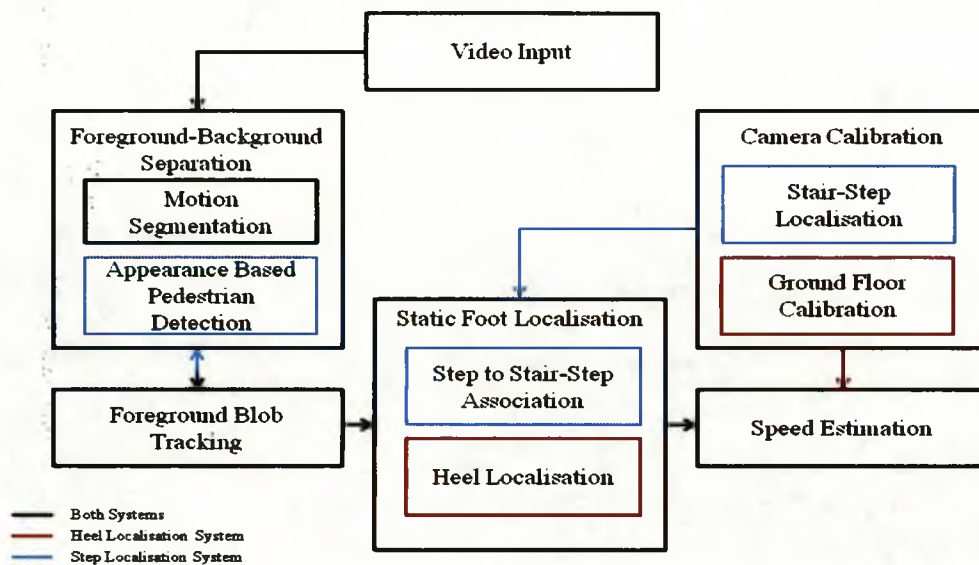 Video Input
Foreground-Background
Separation
Motion
Segmentation
Appearance Based
Pedestrian
Detection
Foreground Blob
Tracking
Static Foot Localisation
Step to Stair-Step
Association
Heel Localisation
Camera Calibration
Stair-Step
Localisation
Ground Floor
Calibration
Speed Estimation
Both Systems
Heel Localisation System
Step Localisation System